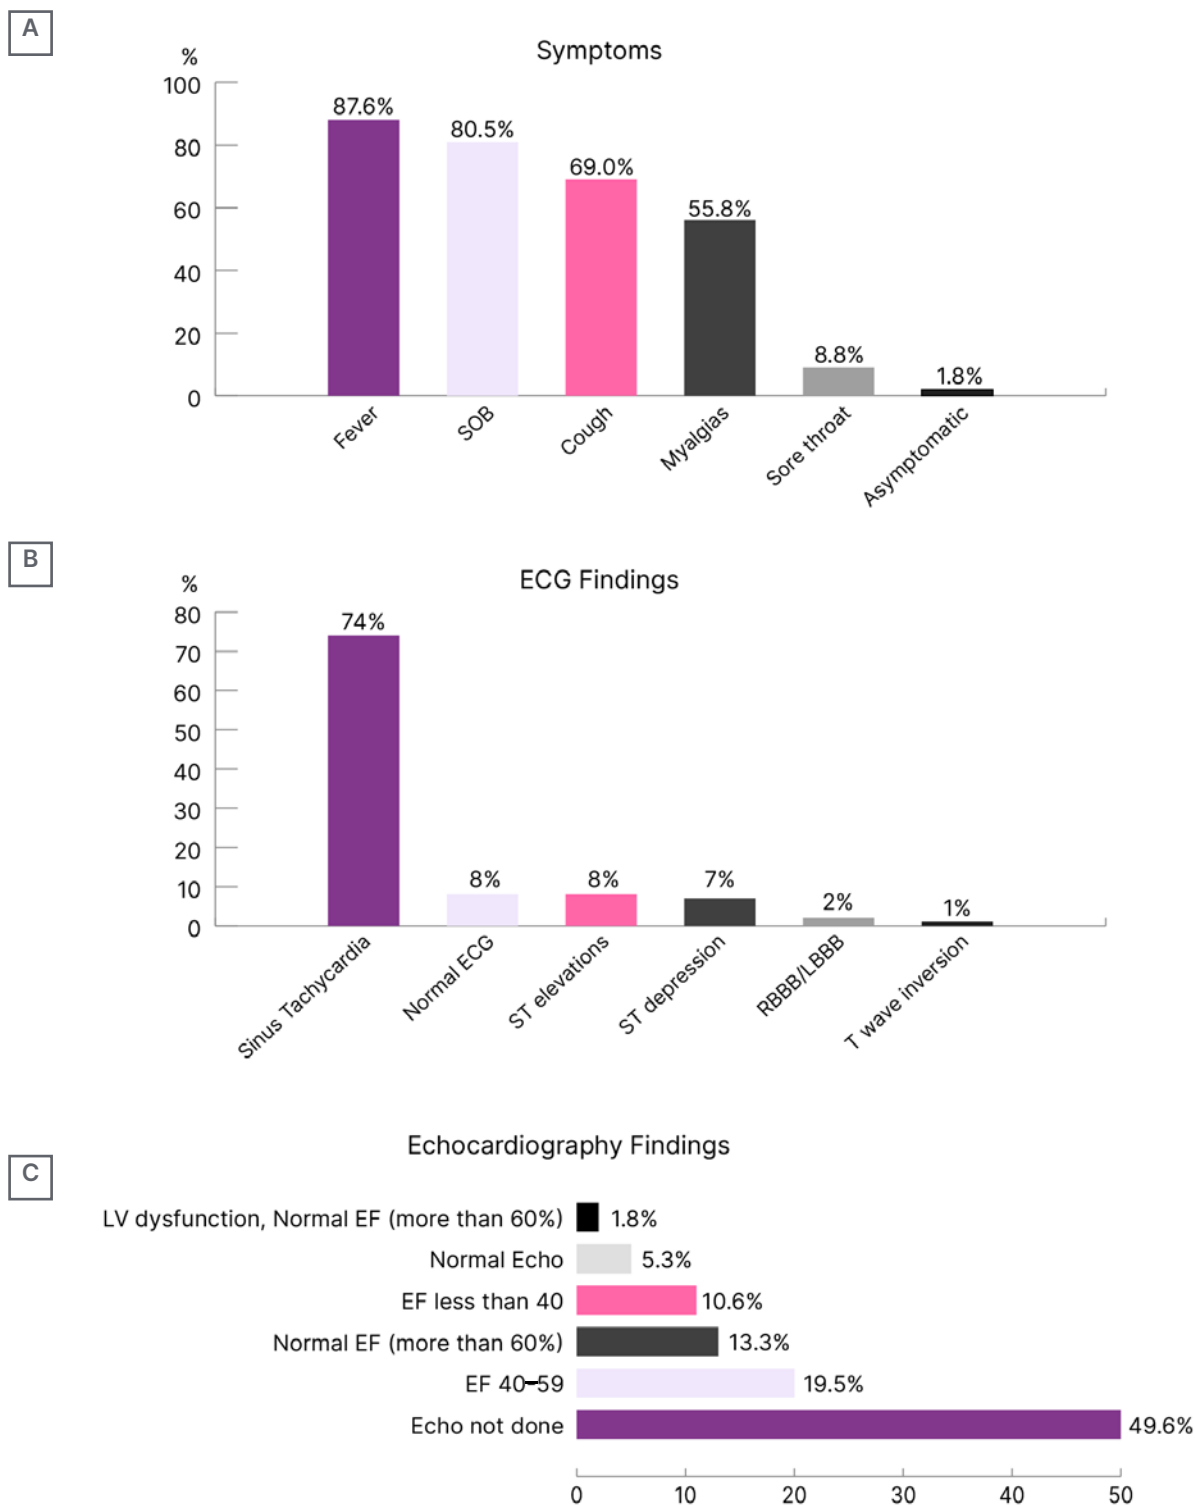 A
Symptoms
%
100
80
60
40
20
0
87.6%
80.5%
69.0%
55.8%
8.8%
1.8%
Fever
SOB
Cough
Myalgias
Sore throat
Asymptomatic
B
ECG Findings
%
80
70
60
50
40
30
20
10
0
74%
8%
8%
7%
2%
1%
Sinus Tachycardia
Normal ECG
ST elevations
ST depression
RBBB/LBBB
T wave inversion
Echocardiography Findings
C
LV dysfunction, Normal EF (more than 60%) 1.8%
Normal Echo 5.3%
EF less than 40 10.6%
Normal EF (more than 60%) 13.3%
EF 40–59 19.5%
Echo not done 49.6%
0 10 20 30 40 50